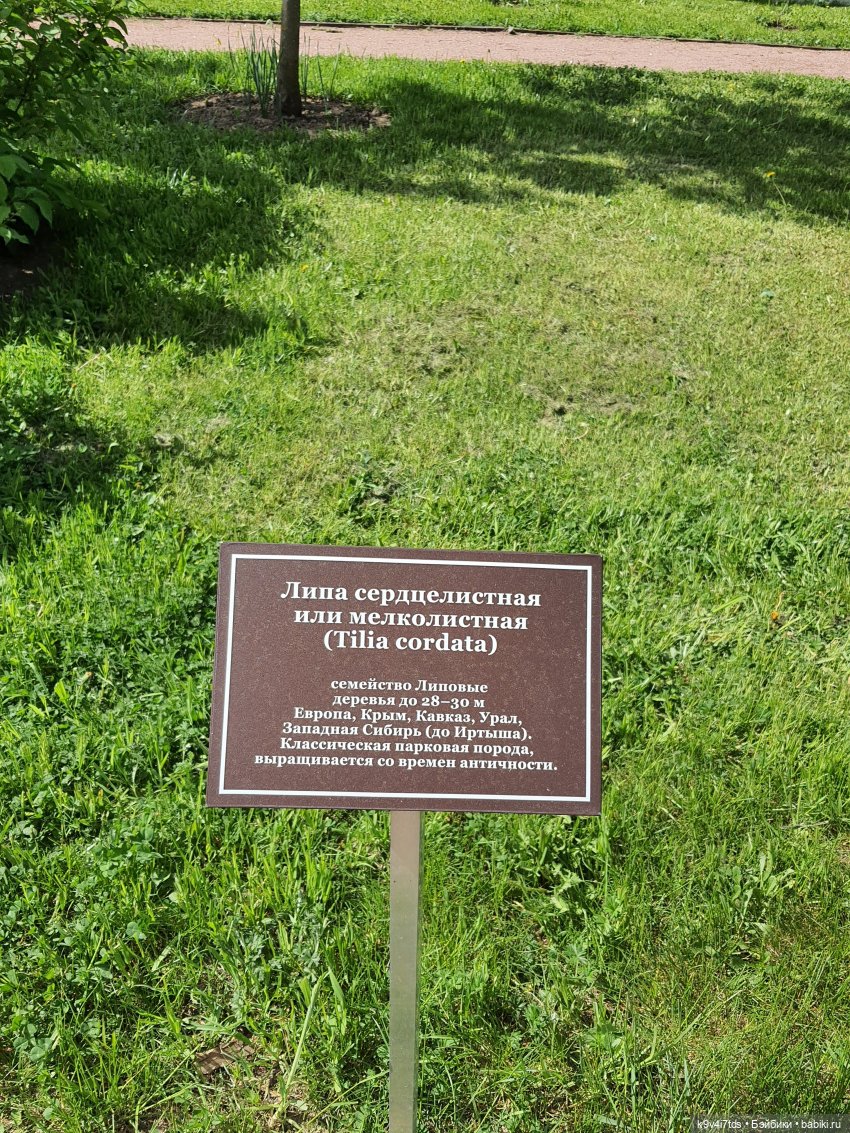 Липа сердцелистная
или мелколистная
(Tilia cordata)
семейство Липовые
деревья до 28–30 м
Европа, Крым, Кавказ, Урал,
Западная Сибирь (до Иртыша).
Классическая парковая порода,
выращивается со времен античности.
k9v4i7tds • Бэйбики • babiki.ru